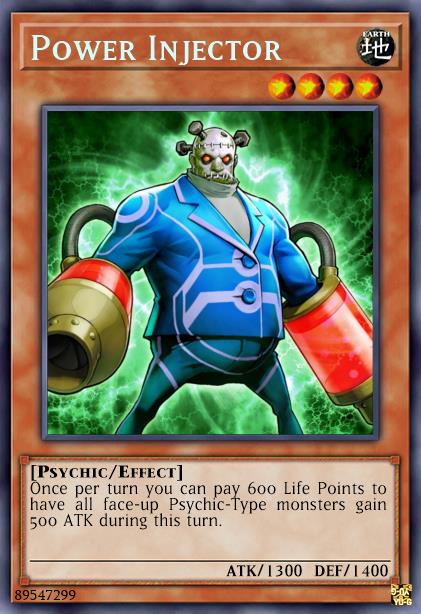 Power Injector
EARTH
地
[Psychic/Effect]
Once per turn you can pay 600 Life Points to
have all face-up Psychic-Type monsters gain
500 ATK during this turn.
ATK/1300 DEF/1400
89547299